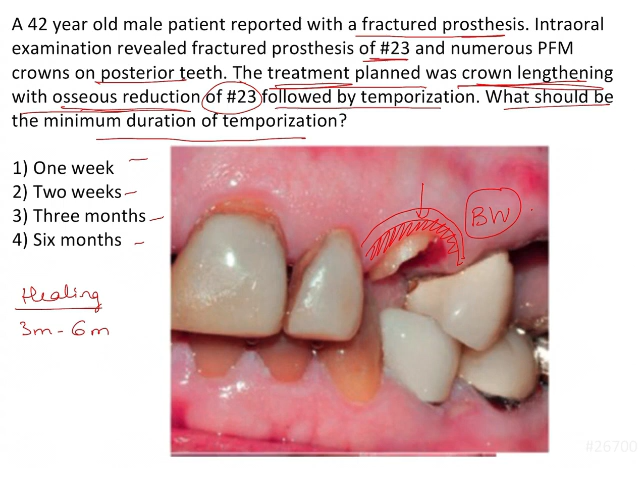 A 42 year old male patient reported with a fractured prosthesis. Intraoral
examination revealed fractured prosthesis of #23 and numerous PFM
crowns on posterior teeth. The treatment planned was crown lengthening
with osseous reduction of #23 followed by temporization. What should be
the minimum duration of temporization?
1) One week
2) Two weeks
3) Three months
4) Six months
BW
Healing
3m - 6m
#26700